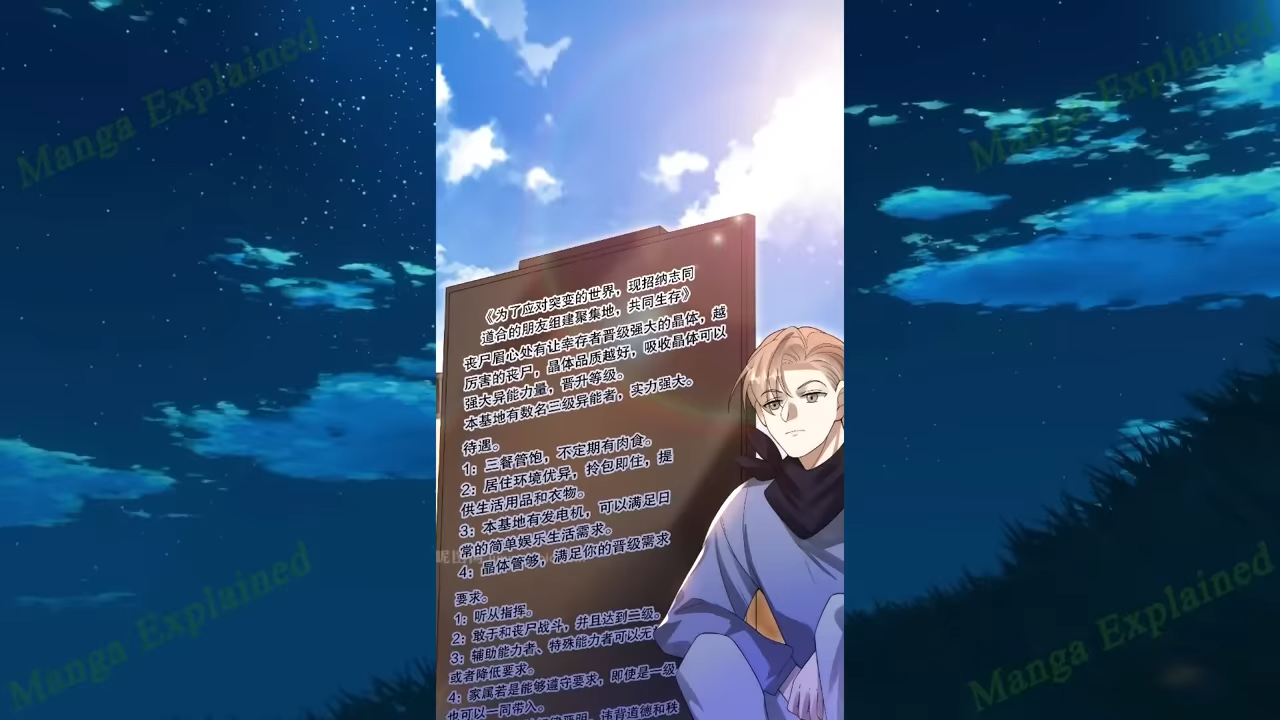 Manga Explained
Manga Explained
《为了应对突变的世界，现招纳志同
道合的朋友组建聚集地，共同生存》
丧尸眉心处有让幸存者晋级强大的晶体，越
厉害的丧尸，晶体品质越好，吸收晶体可以
强大异能力量，晋升等级。
本基地有数名三级异能者，实力强大。
待遇。
1：三餐管饱，不定期有肉食。
2：居住环境优异，拎包即住，提
供生活用品和衣物。
3：本基地有发电机，可以满足日
常的简单娱乐生活需求。
4：晶体管够，满足你的晋级需求
要求。
1：听从指挥。
2：敢于和丧尸战斗，并且达到二级。
3：辅助能力者、特殊能力者可以无
或者降低要求。
4：家属若是能够遵守要求，即使是一级
也可以一同带入。
违背道德和秩
Manga Explained
Manga Explained